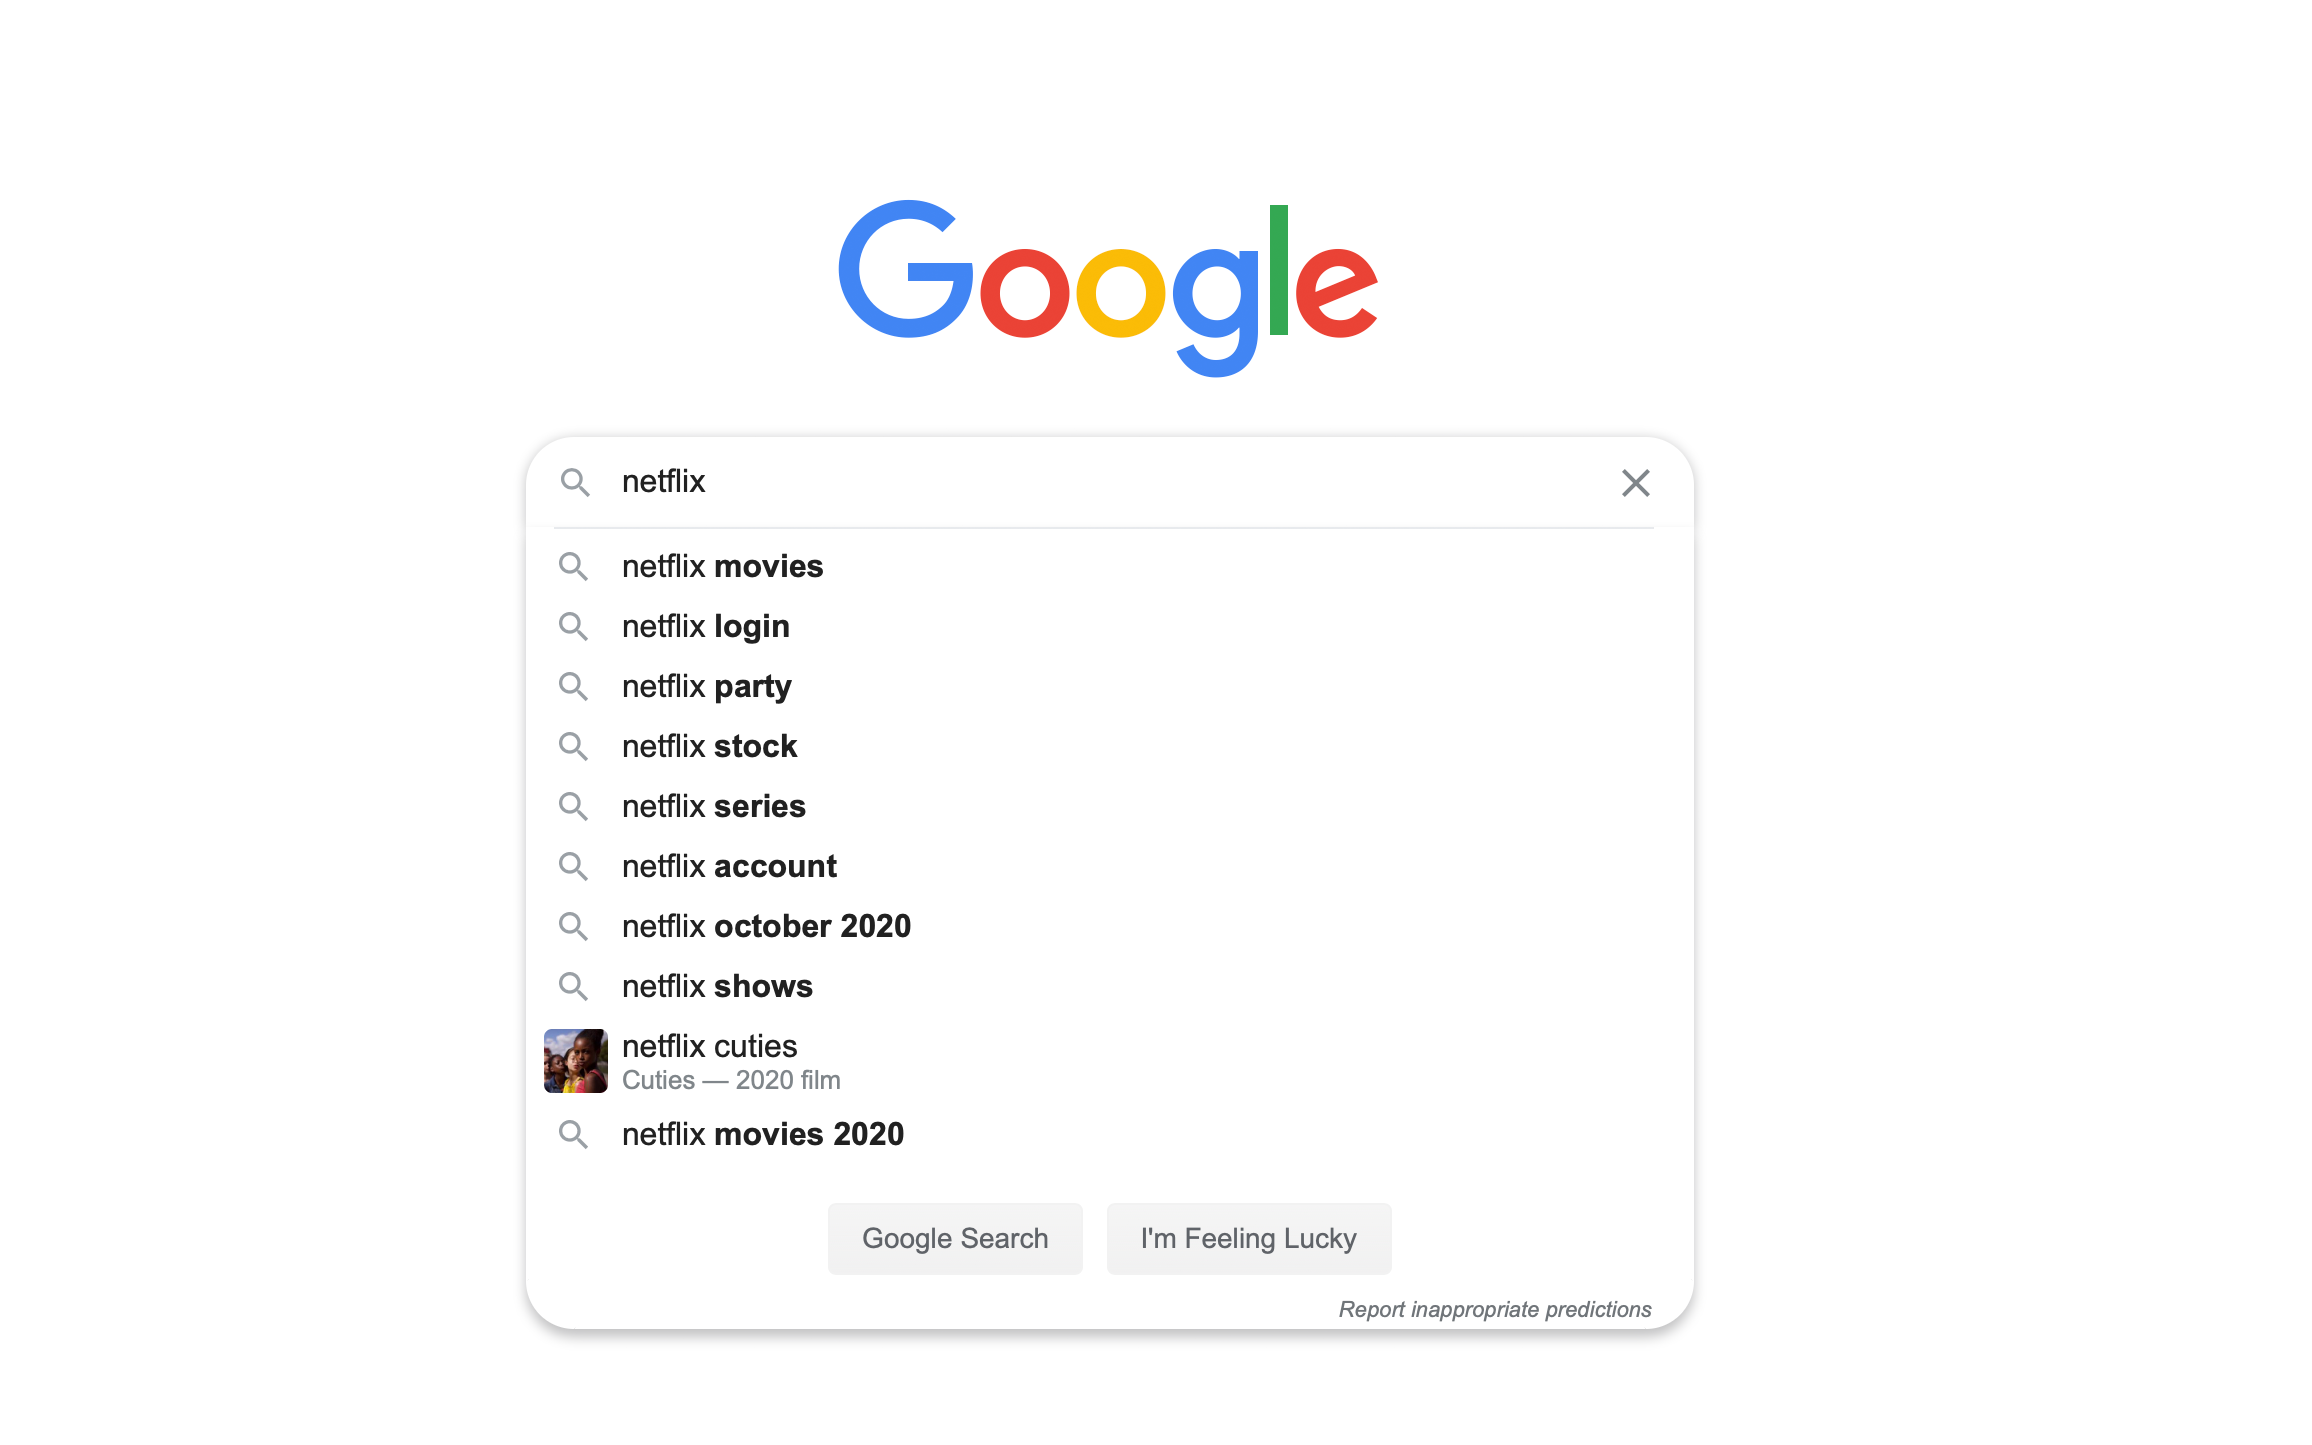 Google
netflix
netflix movies
netflix login
netflix party
netflix stock
netflix series
netflix account
netflix october 2020
netflix shows
netflix cuties
Cuties — 2020 film
netflix movies 2020
Google Search
I'm Feeling Lucky
Report inappropriate predictions